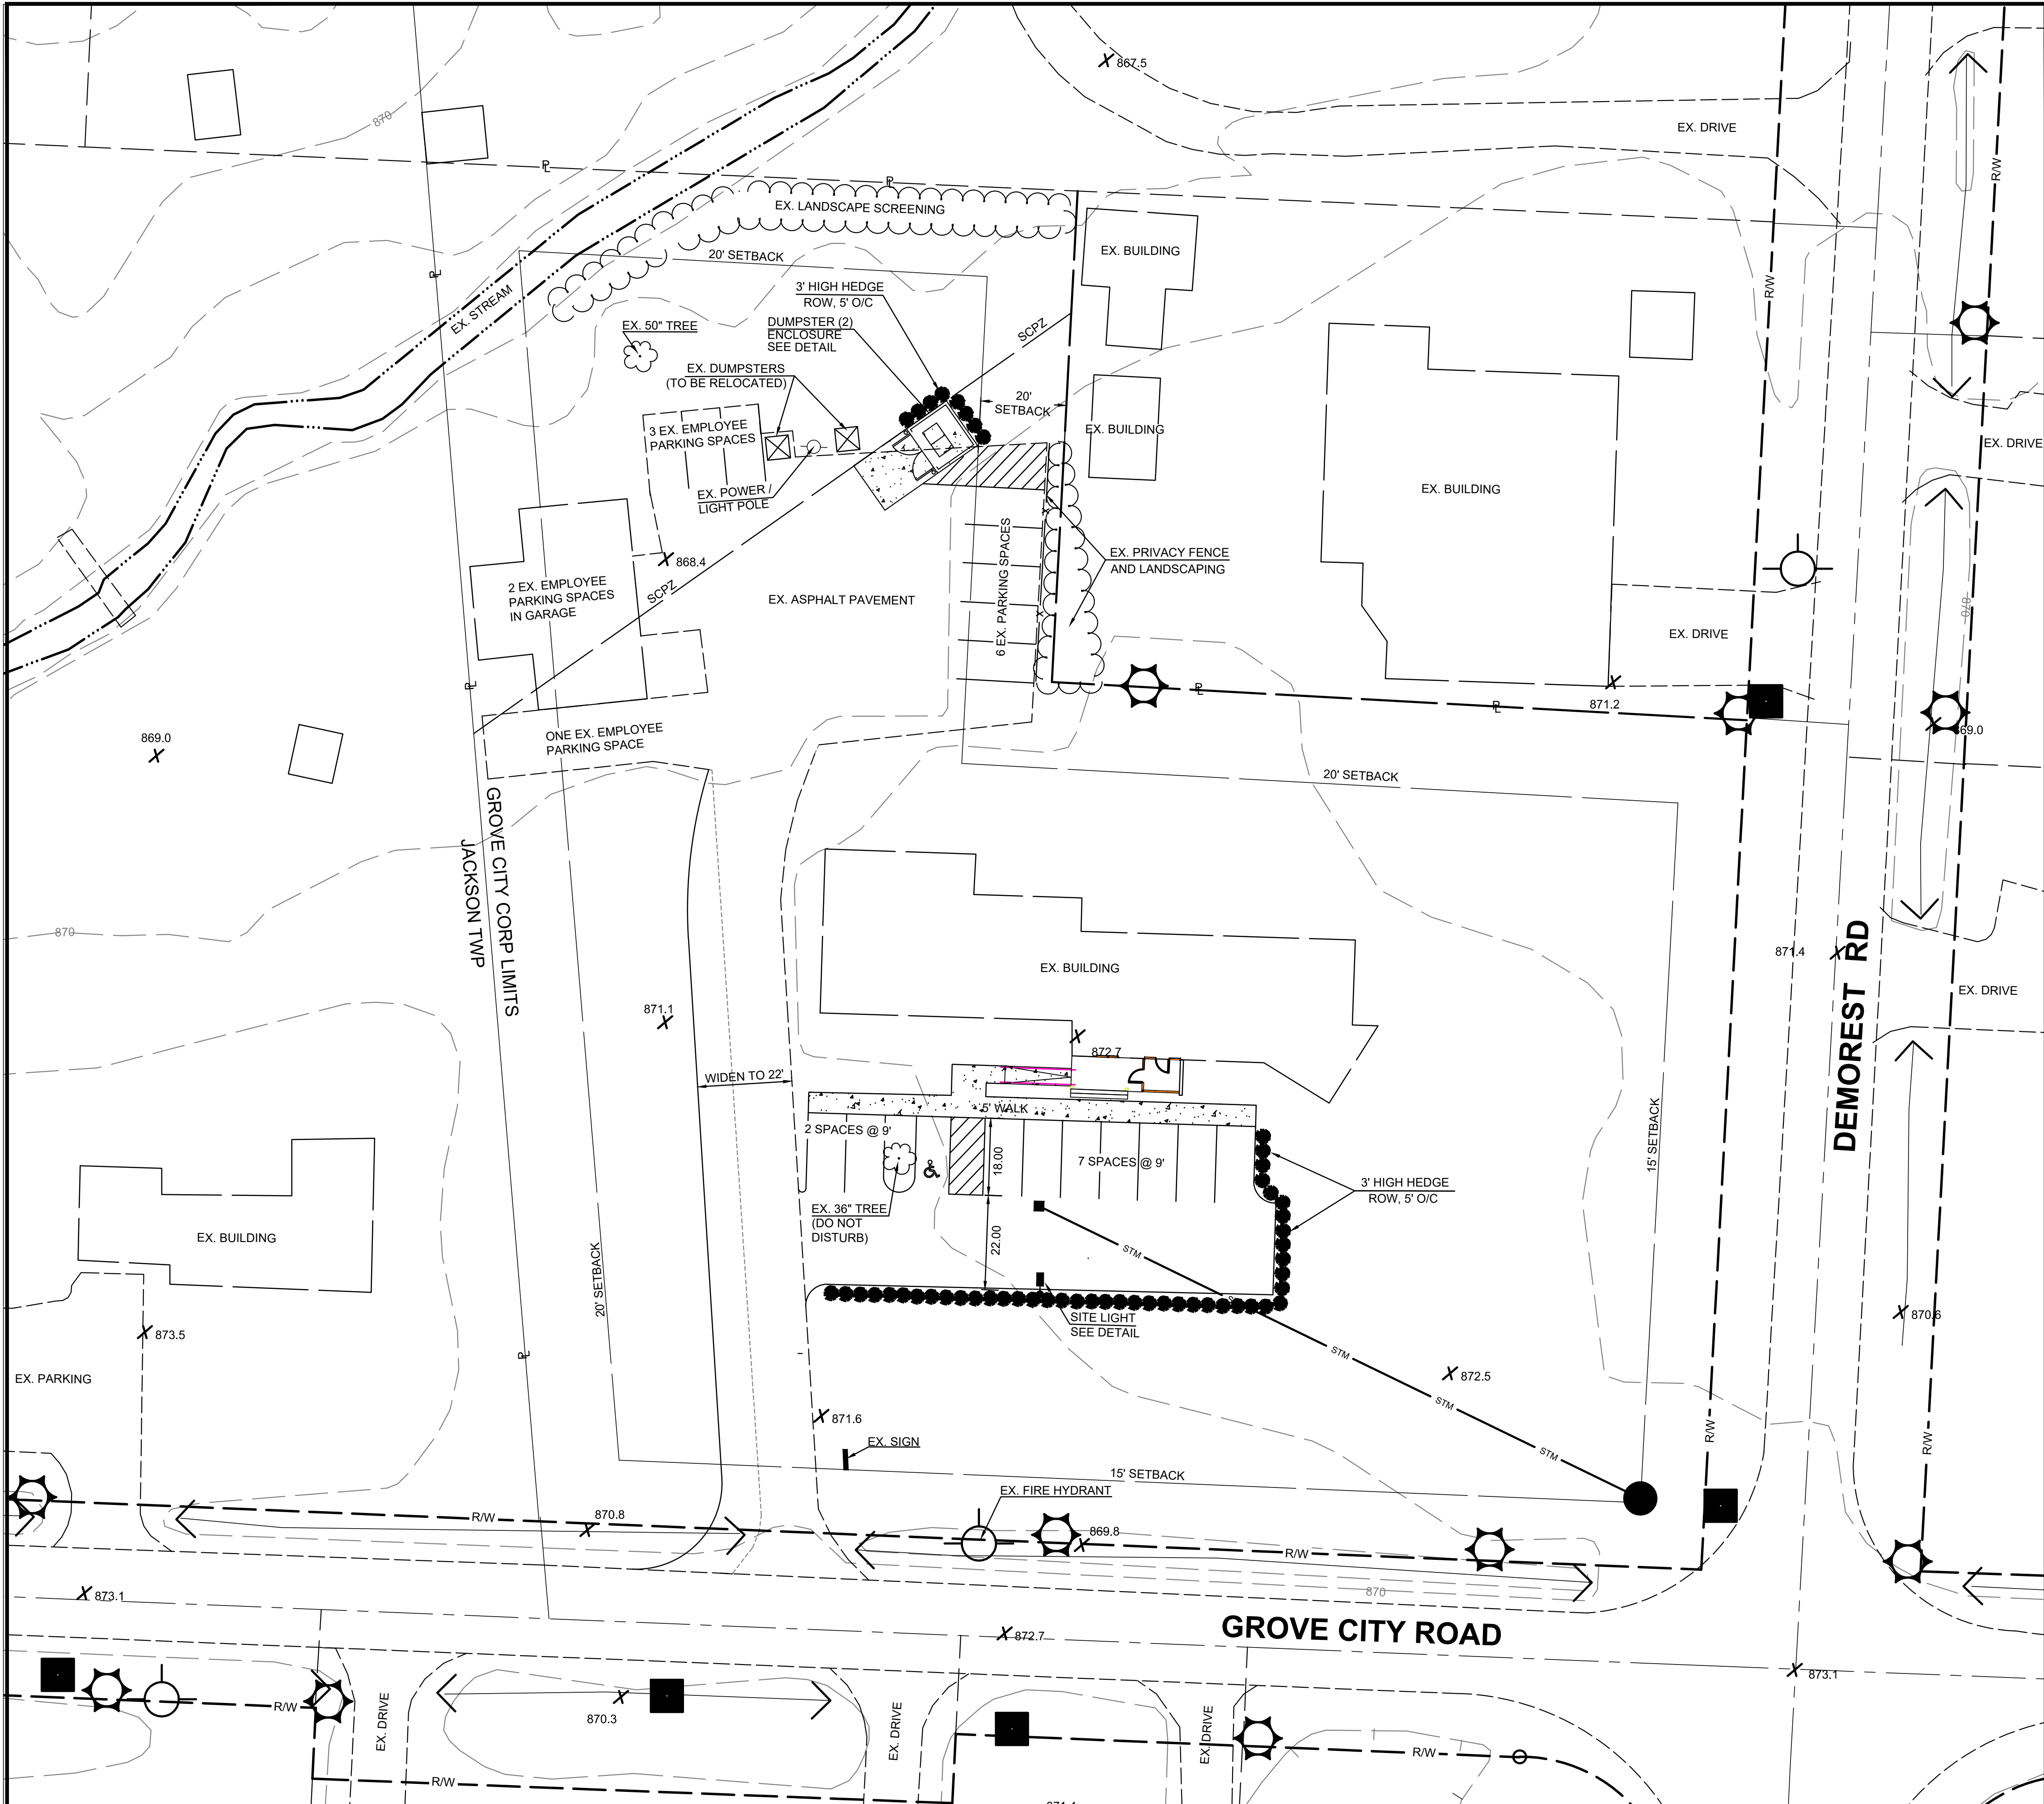 867.5
870
EX. DRIVE
R/W
℄
℄
EX. LANDSCAPE SCREENING
20' SETBACK
EX. BUILDING
℄
R/W
EX. STREAM
3' HIGH HEDGE
ROW, 5' O/C
DUMPSTER (2)
ENCLOSURE
SEE DETAIL
SCPZ
EX. 50" TREE
EX. DUMPSTERS
(TO BE RELOCATED)
20'
SETBACK
3 EX. EMPLOYEE
PARKING SPACES
EX. BUILDING
EX. DRIVE
EX. POWER /
LIGHT POLE
EX. BUILDING
EX. PRIVACY FENCE
AND LANDSCAPING
X
X
868.4
2 EX. EMPLOYEE
PARKING SPACES
IN GARAGE
SCPZ
EX. ASPHALT PAVEMENT
6 EX. PARKING SPACES
870
EX. DRIVE
℄
℄
℄
871.2
869.0
869.0
ONE EX. EMPLOYEE
PARKING SPACE
20' SETBACK
GROVE CITY CORP LIMITS
JACKSON TWP
870
871.4
DEMOREST RD
EX. BUILDING
EX. DRIVE
871.1
872.7
WIDEN TO 22'
5' WALK
2 SPACES @ 9'
18.00
7 SPACES @ 9'
15' SETBACK
3' HIGH HEDGE
ROW, 5' O/C
EX. 36" TREE
(DO NOT
DISTURB)
22.00
STM
EX. BUILDING
20' SETBACK
SITE LIGHT
SEE DETAIL
870.6
873.5
℄
STM
872.5
EX. PARKING
STM
871.6
EX. SIGN
R/W
R/W
STM
15' SETBACK
EX. FIRE HYDRANT
R/W
870.8
869.8
R/W
870
873.1
GROVE CITY ROAD
872.7
873.1
R/W
870.3
EX. DRIVE
EX. DRIVE
EX. DRIVE
R/W
R/W